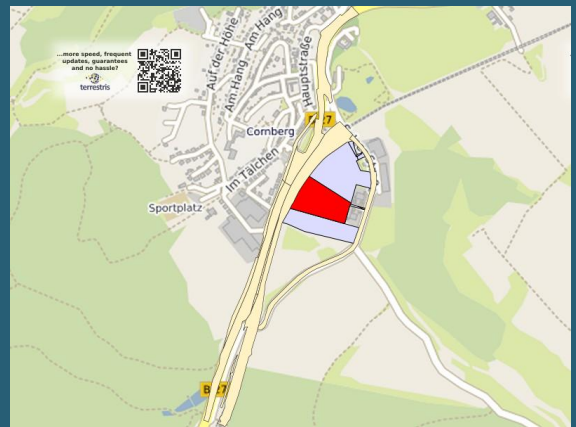 ...more speed, frequent
updates, guarantees
and no hassle?
terrestris
Auf der Höhe
Am Hang
Am Hang
Hauptstraße
B 27
Cornberg
Im Tälchen
Sportplatz
B 27